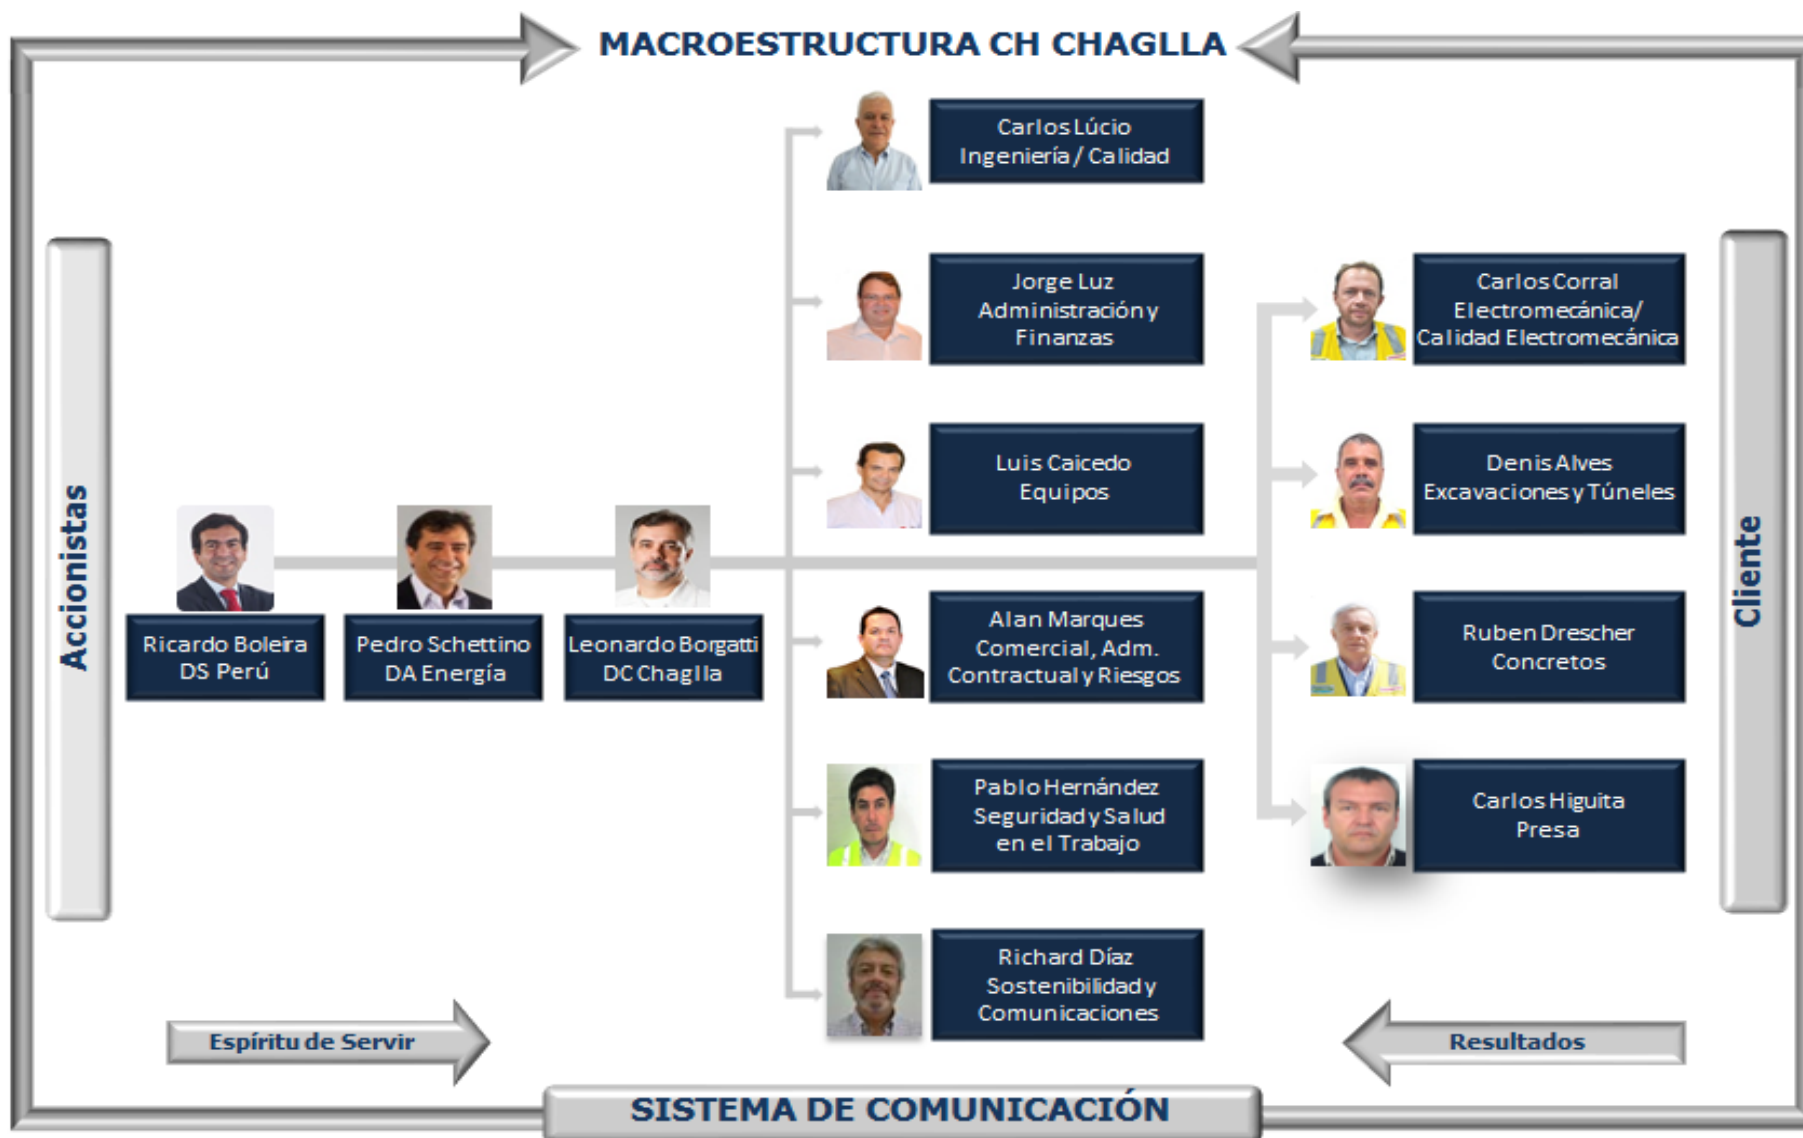 MACROESTRUCTURA CH CHAGLLA
Accionistas
Ricardo Boleira
DS Perú
Pedro Schettino
DA Energía
Leonardo Borgatti
DC Chaglla
Carlos Lúcio
Ingeniería / Calidad
Jorge Luz
Administración y
Finanzas
Luis Caicedo
Equipos
Alan Marques
Comercial, Adm.
Contractual y Riesgos
Pablo Hernández
Seguridad y Salud
en el Trabajo
Richard Díaz
Sostenibilidad y
Comunicaciones
Carlos Corral
Electromecánica/
Calidad Electromecánica
Denis Alves
Excavaciones y Túneles
Ruben Drescher
Concretos
Carlos Higuita
Presa
Cliente
Espíritu de Servir
Resultados
SISTEMA DE COMUNICACIÓN